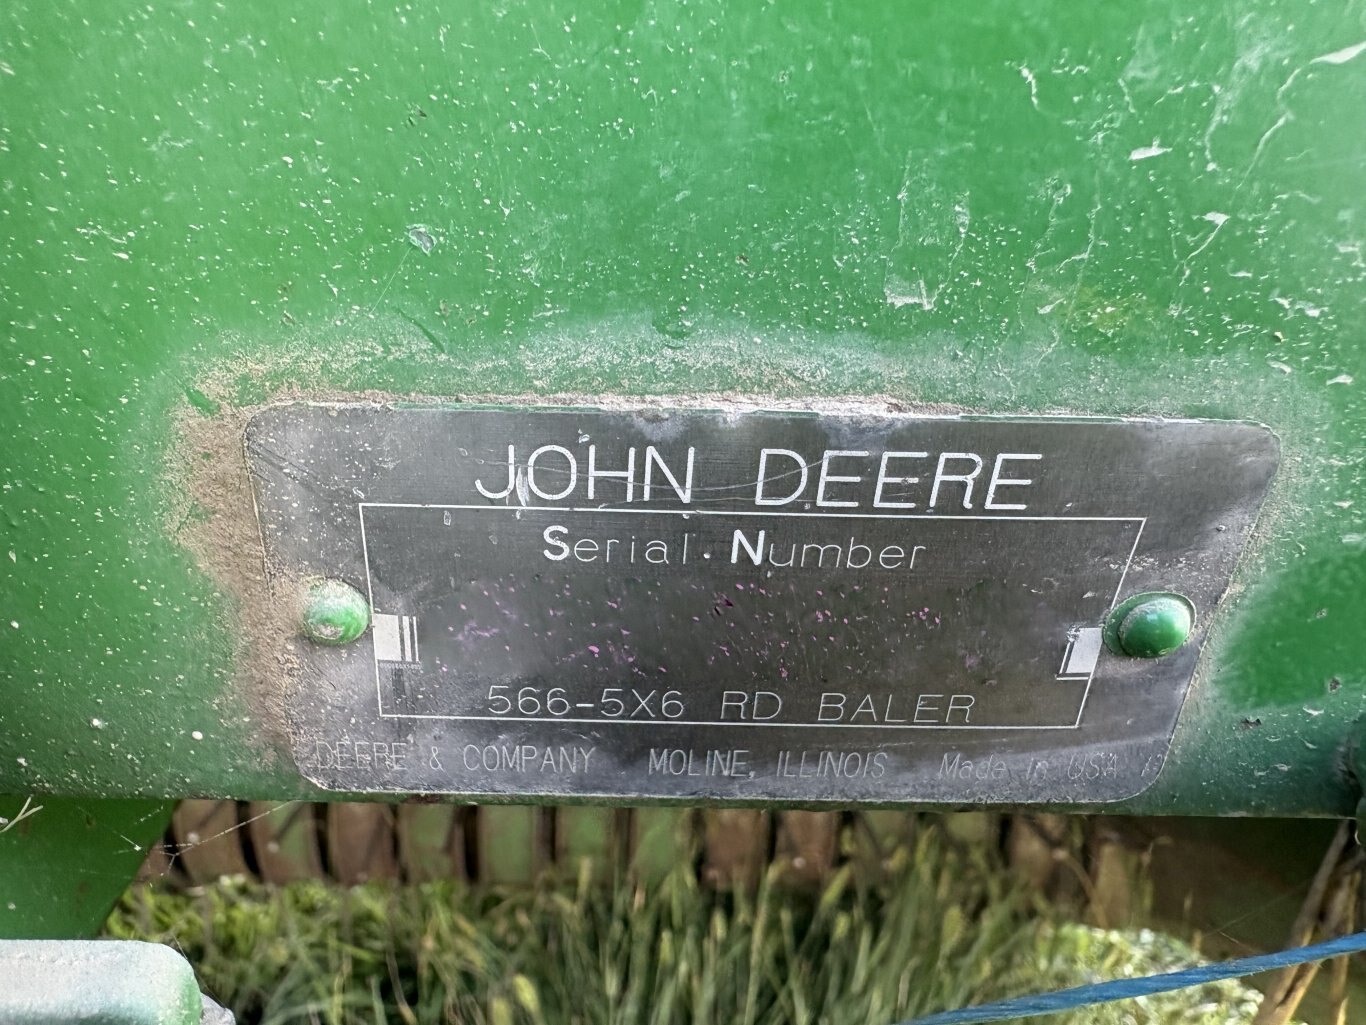 JOHN DEERE
Serial Number
566-5X6 RD BALER
DEERE & COMPANY MOLINE, ILLINOIS Made in USA